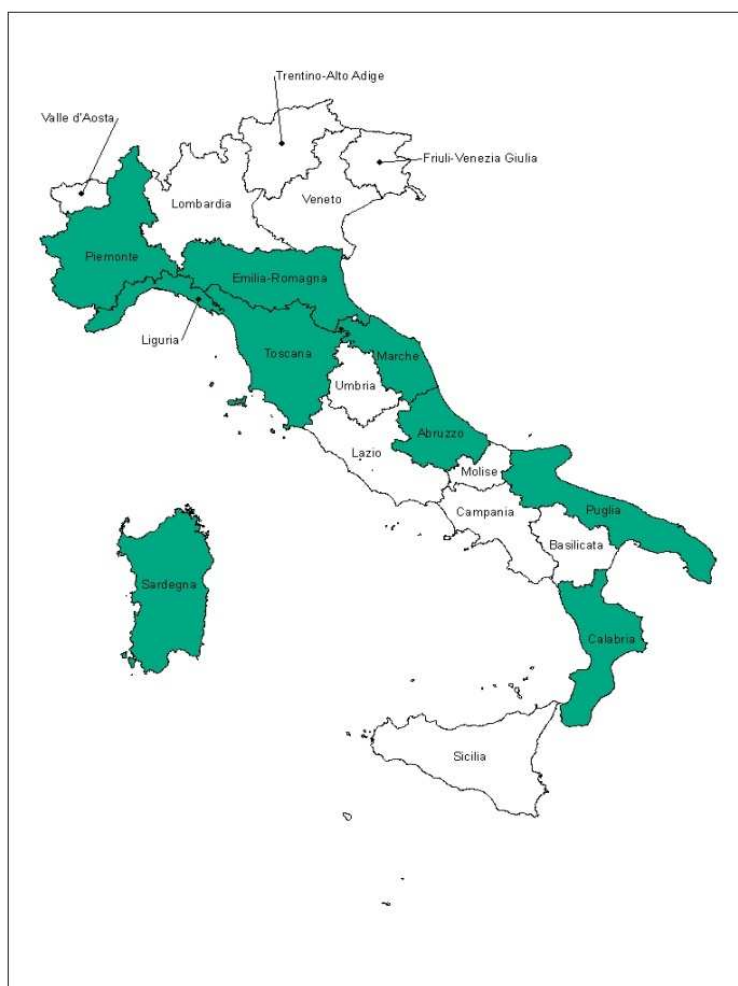 Trentino-Alto Adige
Valle d'Aosta
Friuli-Venezia Giulia
Lombardia
Veneto
Piemonte
Emilia-Romagna
Liguria
Toscana
Marche
Umbria
Abruzzo
Lazio
Molise
Campania
Puglia
Basilicata
Sardegna
Calabria
Sicilia